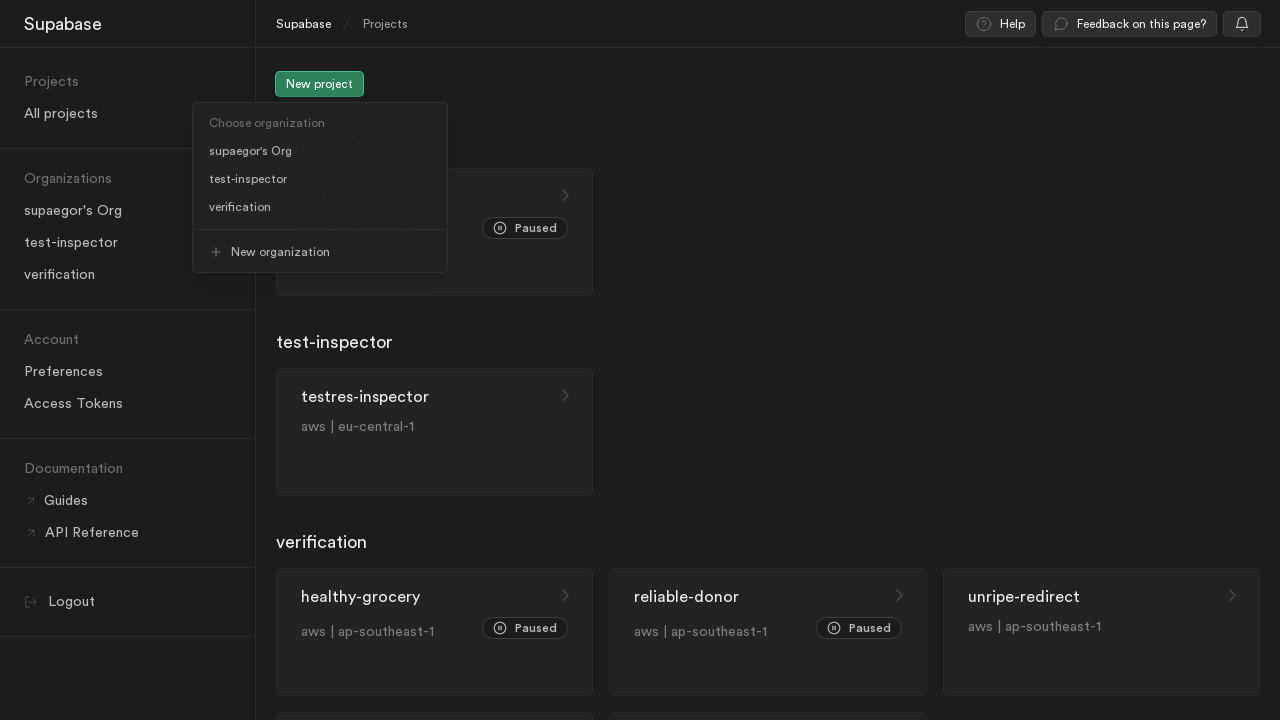 Supabase
Supabase / Projects
Help
Feedback on this page?
Projects
All projects
Organizations
supaegor's Org
test-inspector
verification
Account
Preferences
Access Tokens
Documentation
Guides
API Reference
Logout
New project
Choose organization
supaegor's Org
test-inspector
verification
New organization
Paused
test-inspector
testres-inspector
aws | eu-central-1
verification
healthy-grocery
aws | ap-southeast-1
Paused
reliable-donor
aws | ap-southeast-1
Paused
unripe-redirect
aws | ap-southeast-1